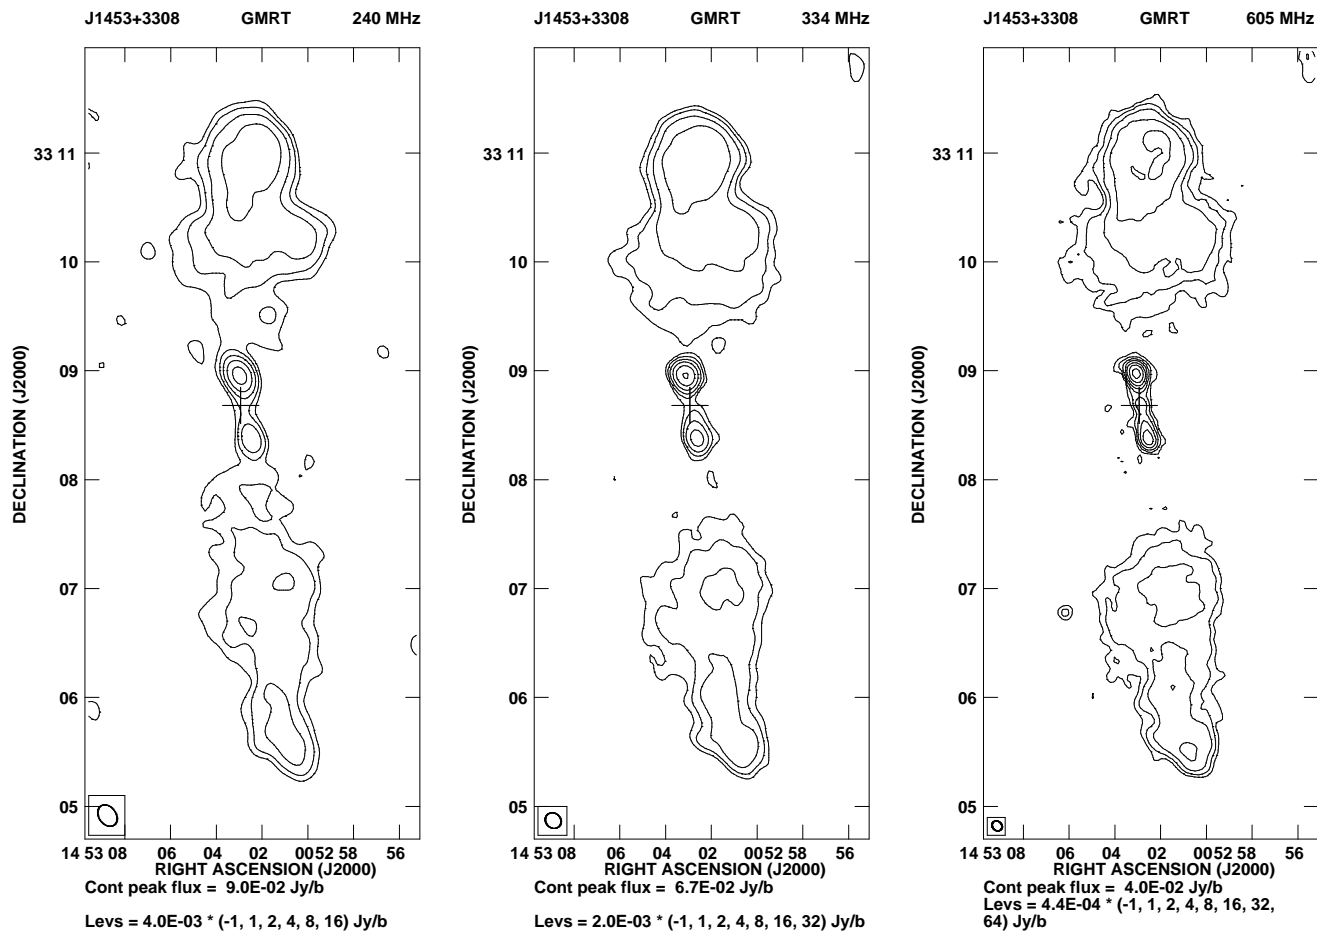 J1453+3308 GMRT 240 MHz
33 11
10
09
08
07
06
05
DECLINATION (J2000)
14 53 08 06 04 02 00 52 58 56
RIGHT ASCENSION (J2000)
Cont peak flux = 9.0E-02 Jy/b
Levs = 4.0E-03 * (-1, 1, 2, 4, 8, 16) Jy/b
J1453+3308 GMRT 334 MHz
33 11
10
09
08
07
06
05
DECLINATION (J2000)
14 53 08 06 04 02 00 52 58 56
RIGHT ASCENSION (J2000)
Cont peak flux = 6.7E-02 Jy/b
Levs = 2.0E-03 * (-1, 1, 2, 4, 8, 16, 32) Jy/b
J1453+3308 GMRT 605 MHz
33 11
10
09
08
07
06
05
DECLINATION (J2000)
14 53 08 06 04 02 00 52 58 56
RIGHT ASCENSION (J2000)
Cont peak flux = 4.0E-02 Jy/b
Levs = 4.4E-04 * (-1, 1, 2, 4, 8, 16, 32,
64) Jy/b